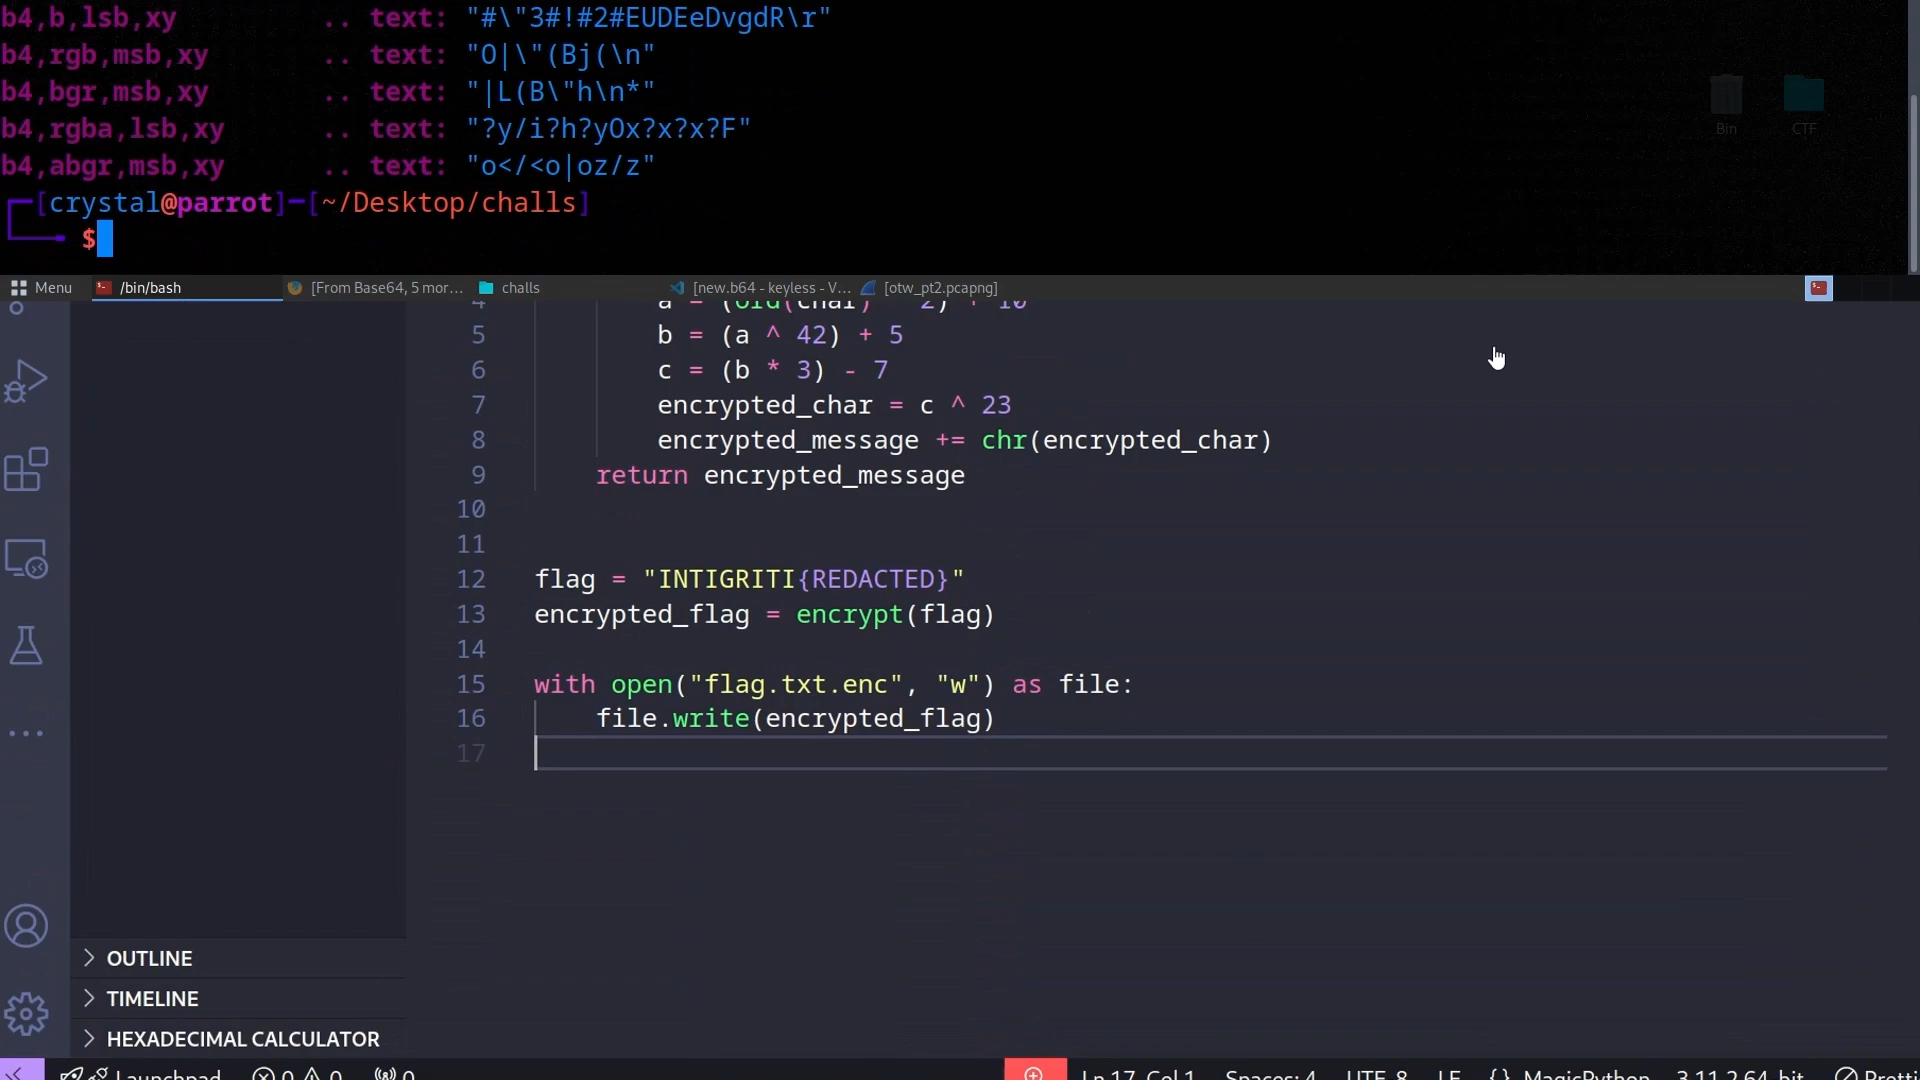 b4,b,lsb,xy .. text: "#\"3#!#2#EUDEeDvgdR\r"
b4,rgb,msb,xy .. text: "O|\"(Bj(\n"
b4,bgr,msb,xy .. text: "|L(B\"h\n*"
b4,rgba,lsb,xy .. text: "?y/i?h?yOx?x?x?F"
b4,abgr,msb,xy .. text: "o</<o|oz/z"
[crystal@parrot]-[~/Desktop/challs]
$
Bin
CTF
Menu /bin/bash [From Base64, 5 mor... challs [new.b64 - keyless - V... [otw_pt2.pcapng]
5 b = (a ^ 42) + 5
6 c = (b * 3) - 7
7 encrypted_char = c ^ 23
8 encrypted_message += chr(encrypted_char)
9 return encrypted_message
10
11
12 flag = "INTIGRITI{REDACTED}"
13 encrypted_flag = encrypt(flag)
14
15 with open("flag.txt.enc", "w") as file:
16 file.write(encrypted_flag)
17
OUTLINE
TIMELINE
HEXADECIMAL CALCULATOR
Launchpad 0 0 0 Ln 17, Col 1 Spaces: 4 UTF-8 LF {} MagicPython 3.11.2 64-bit